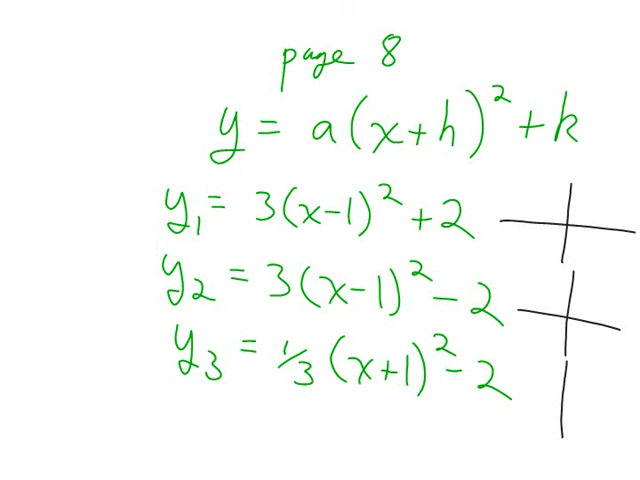 page 8
y = a(x+h)² + k
y₁ = 3(x-1)² + 2
y₂ = 3(x-1)² - 2
y₃ = 1/3 (x+1)² - 2